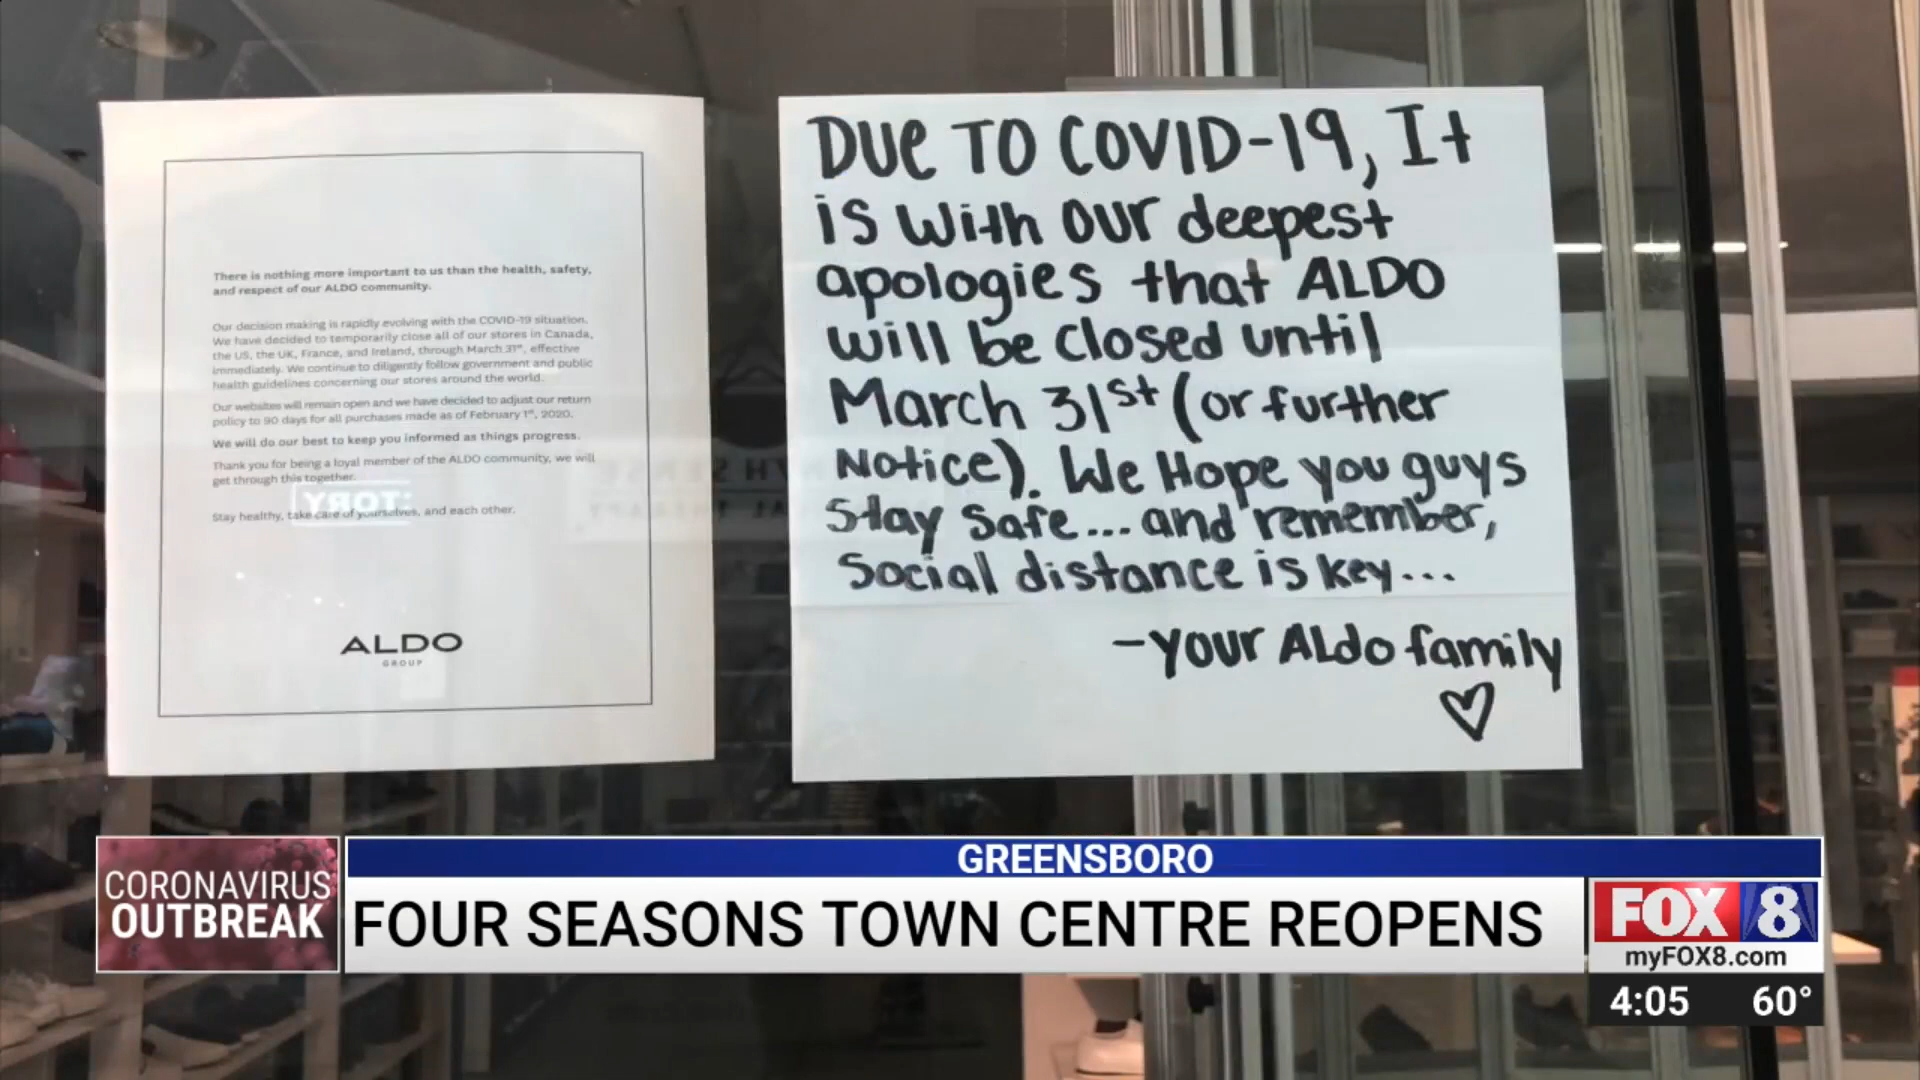 There is nothing more important to us than the health, safety,
and respect of our ALDO community.
Our decision making is rapidly evolving with the COVID-19 situation.
We have decided to temporarily close all of our stores in Canada,
the US, the UK, France, and Ireland, through March 31st, effective
immediately. We continue to diligently follow government and public
health guidelines concerning our stores around the world.
Our websites will remain open and we have decided to adjust our return
policy to 90 days for all purchases made as of February 1st, 2020.
We will do our best to keep you informed as things progress.
Thank you for being a loyal member of the ALDO community, we will
get through this together.
Stay healthy, take care of yourselves, and each other.
ALDO
GROUP
DUe TO COVID-19, It
is with our deepest
apologies that ALDO
will be closed until
March 31st (or further
Notice). We Hope you guys
Stay Safe... and remember,
Social distance is key...
-Your ALdo family
CORONAVIRUS
OUTBREAK
GREENSBORO
FOUR SEASONS TOWN CENTRE REOPENS
FOX 8
myFOX8.com
4:05 60°